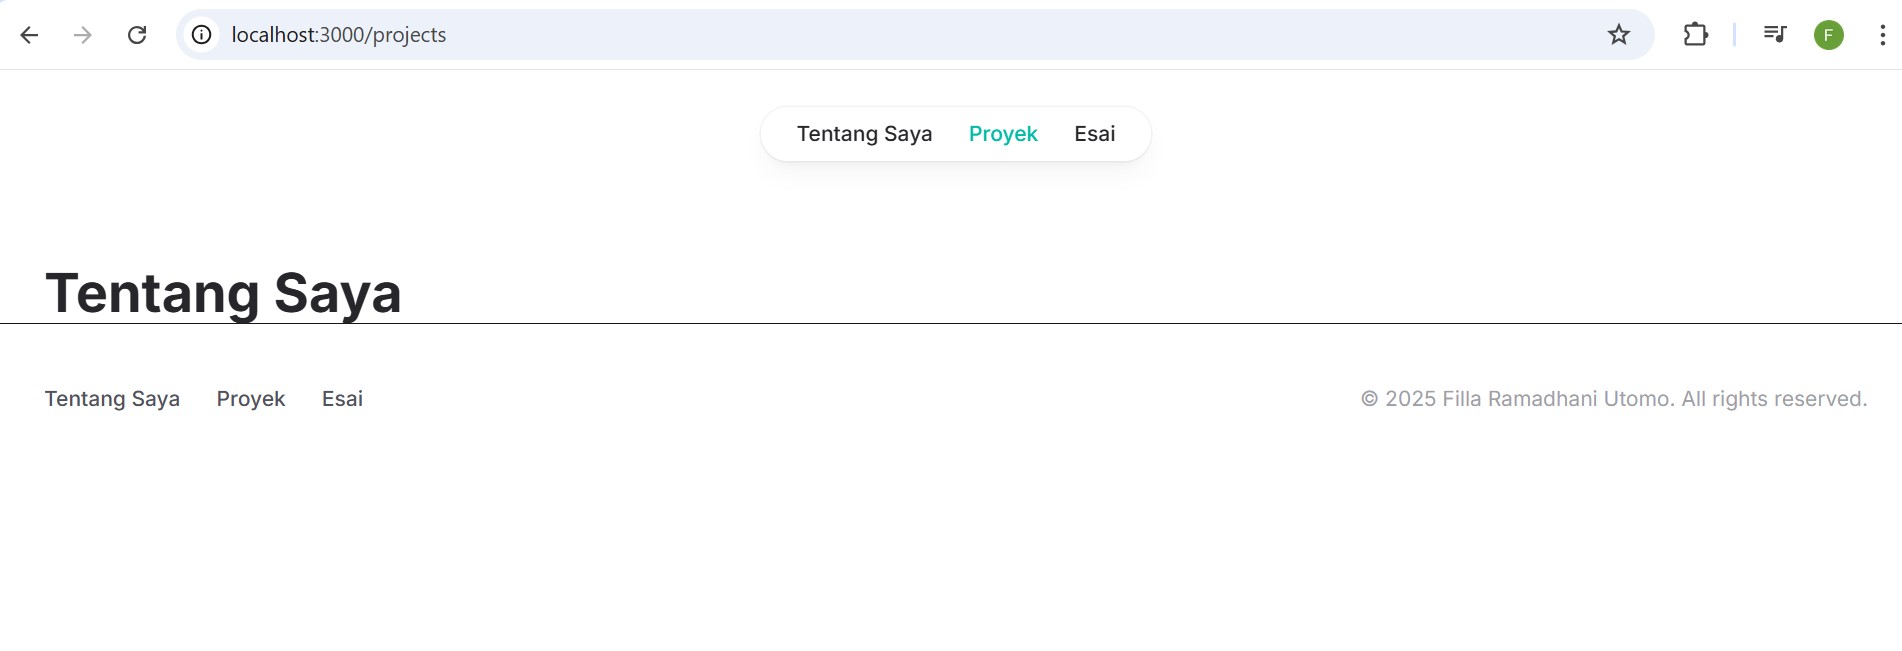 localhost:3000/projects
F
Tentang Saya Proyek Esai
Tentang Saya
Tentang Saya Proyek Esai
© 2025 Filla Ramadhani Utomo. All rights reserved.